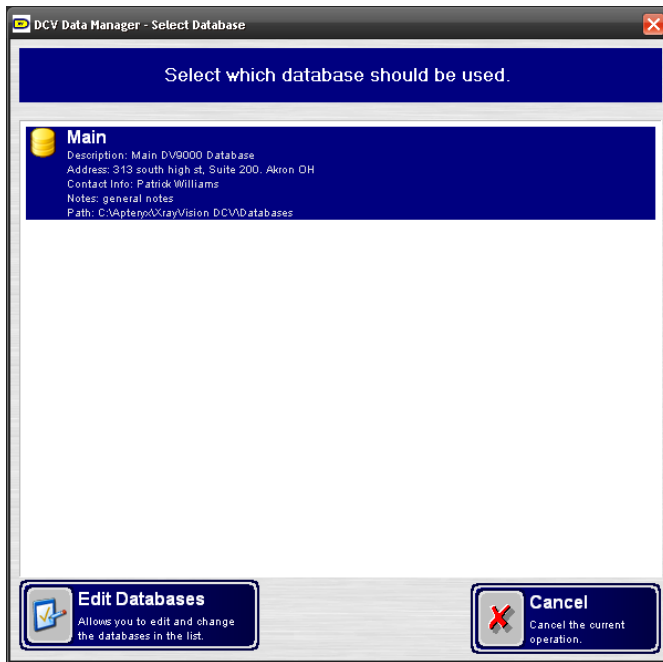 DCV Data Manager - Select Database
Select which database should be used.
Main
Description: Main DV9000 Database
Address: 313 south high st, Suite 200. Akron OH
Contact Info: Patrick Williams
Notes: general notes
Path: C:\Apteryx\XrayVision DCV\Databases
Edit Databases
Allows you to edit and change
the databases in the list.
Cancel
Cancel the current
operation.